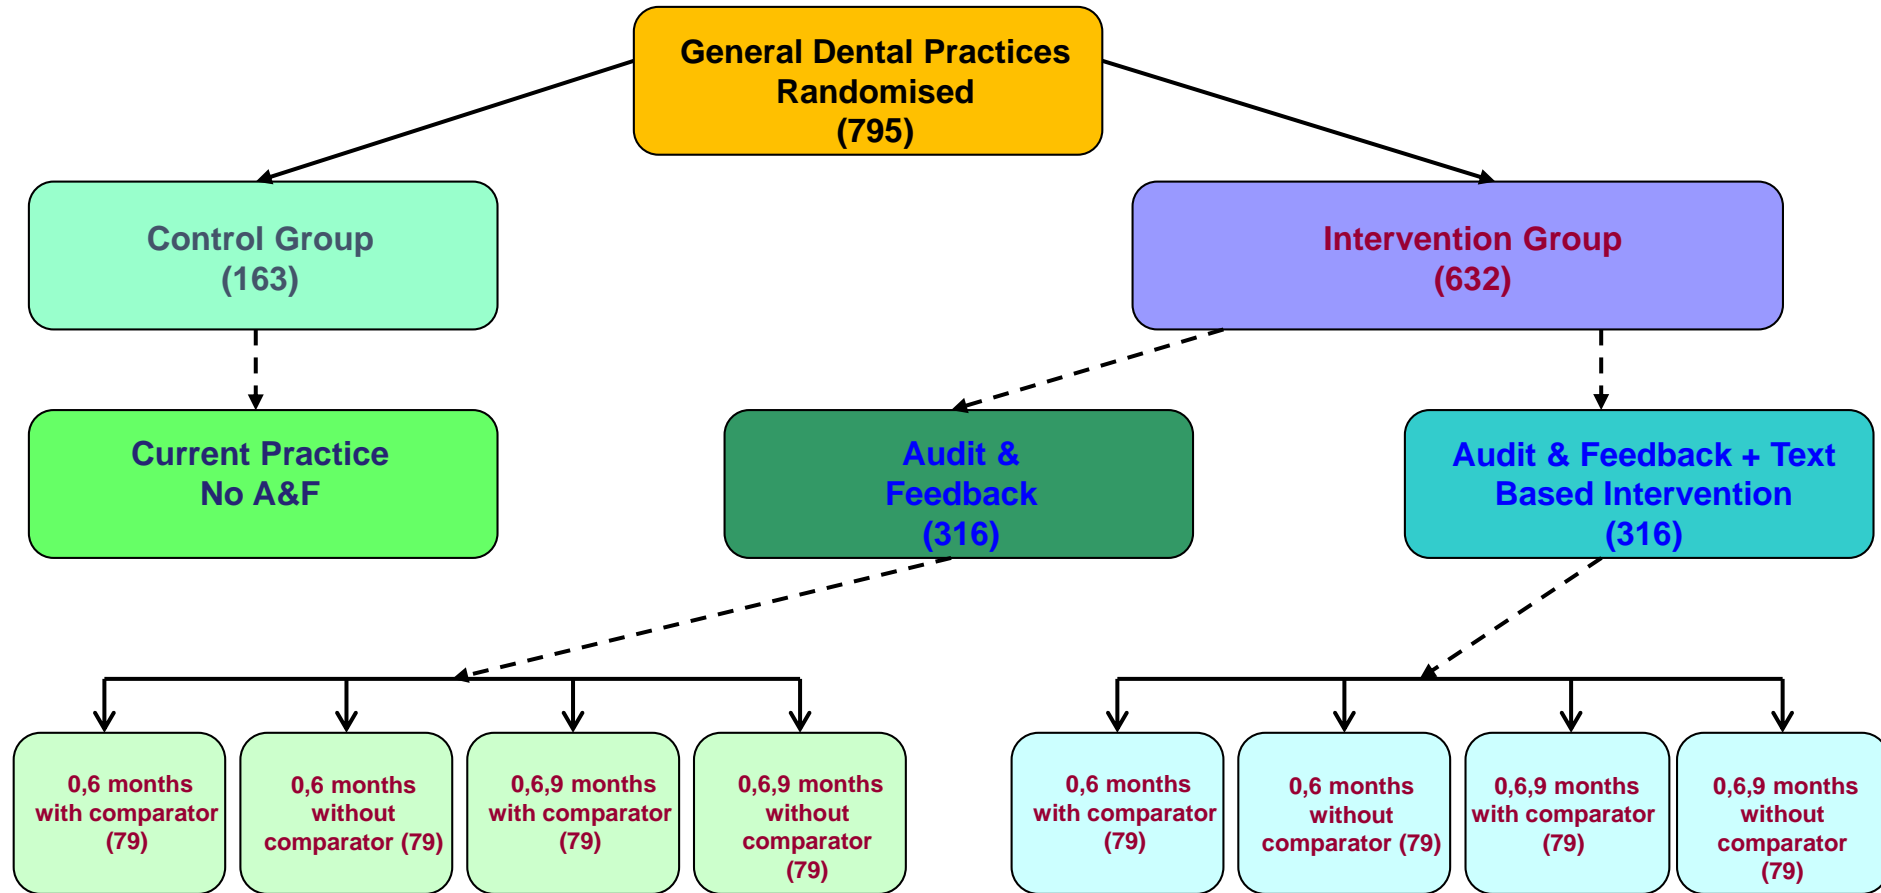 General Dental Practices
Randomised
(795)
Control Group
(163)
Intervention Group
(632)
Current Practice
No A&F
Audit &
Feedback
(316)
Audit & Feedback + Text
Based Intervention
(316)
0,6 months
with comparator
(79)
0,6 months
without
comparator (79)
0,6,9 months
with comparator
(79)
0,6,9 months
without
comparator
(79)
0,6 months
with comparator
(79)
0,6 months
without
comparator (79)
0,6,9 months
with comparator
(79)
0,6,9 months
without
comparator
(79)